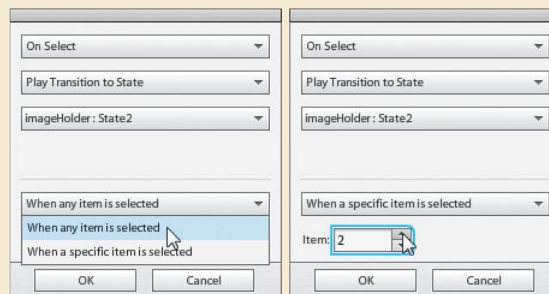 On Select
Play Transition to State
imageHolder: State2
When any item is selected
When any item is selected
When a specific item is selected
OK Cancel
On Select
Play Transition to State
imageHolder: State2
When a specific item is selected
Item: 2
OK Cancel